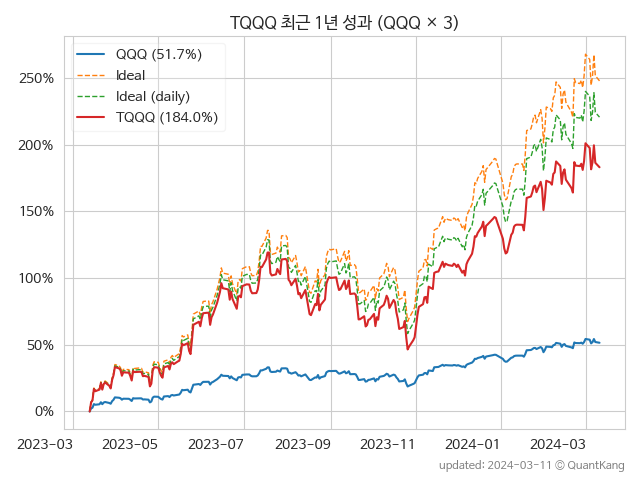 TQQQ 최근 1년 성과 (QQQ × 3)
QQQ (51.7%)
Ideal
Ideal (daily)
TQQQ (184.0%)
250%
200%
150%
100%
50%
0%
2023-03 2023-05 2023-07 2023-09 2023-11 2024-01 2024-03
updated: 2024-03-11 © QuantKang